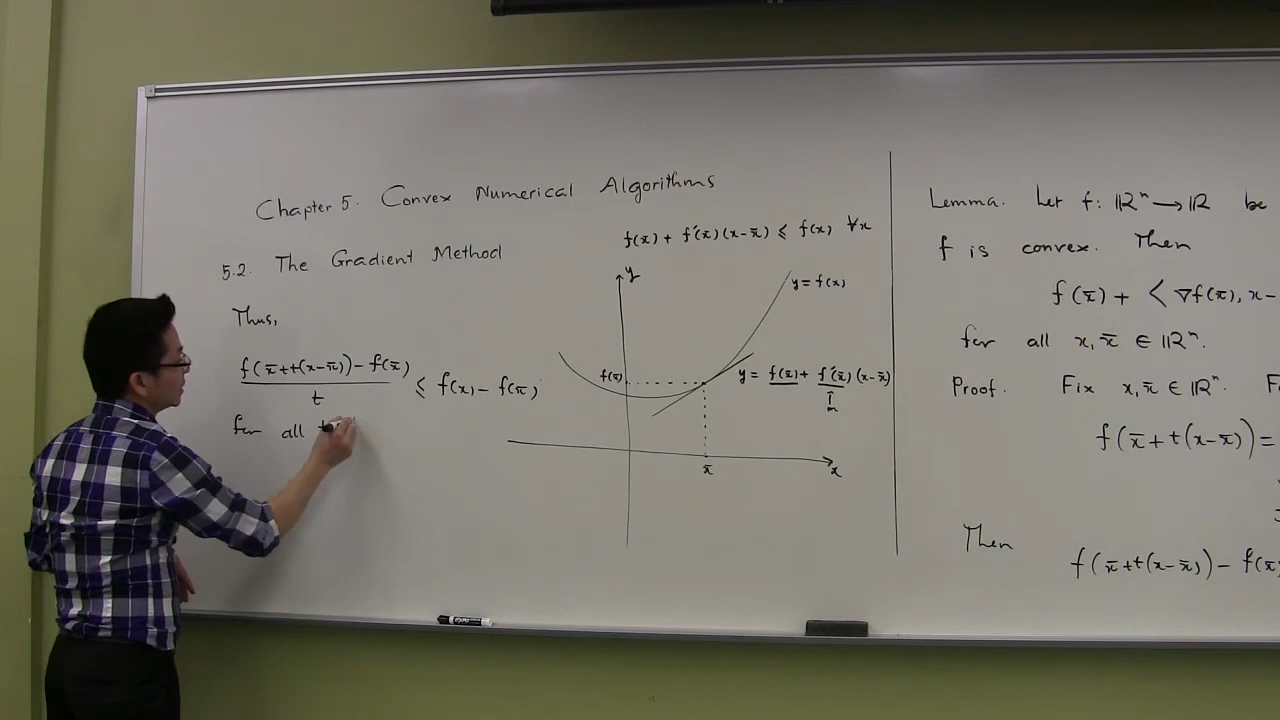 Chapter 5. Convex Numerical Algorithms
5.2. The Gradient Method
Thus,
f(x̄+t(x-x̄))-f(x̄)
t
≤ f(x)-f(x̄)
for all t
f(x̄)+f'(x̄)(x-x̄) ≤ f(x) ∀x
y
y=f(x)
f(x̄)
y = f(x̄)+f'(x̄)(x-x̄)
m
x̄
x
Lemma. Let f: ℝⁿ→ℝ be
f is convex. Then
f(x̄)+⟨∇f(x̄), x-
for all x, x̄ ∈ ℝⁿ.
Proof. Fix x, x̄ ∈ ℝⁿ.
f(x̄+t(x-x̄))=
Then
f(x̄+t(x-x̄))-f(x̄